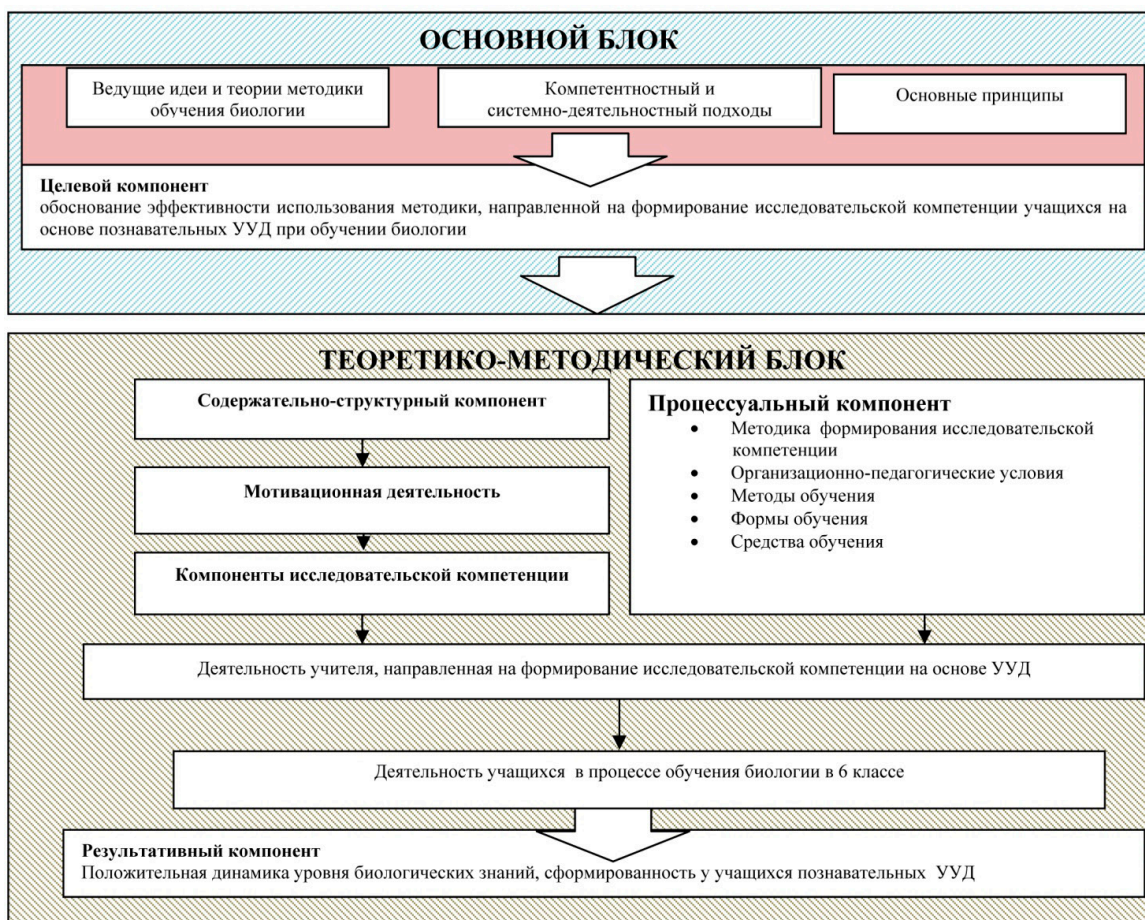 ОСНОВНОЙ БЛОК
Ведущие идеи и теории методики
обучения биологии
Компетентностный и
системно-деятельностный подходы
Основные принципы
Целевой компонент
обоснование эффективности использования методики, направленной на формирование исследовательской компетенции учащихся на
основе познавательных УУД при обучении биологии
ТЕОРЕТИКО-МЕТОДИЧЕСКИЙ БЛОК
Содержательно-структурный компонент
Мотивационная деятельность
Компоненты исследовательской компетенции
Процессуальный компонент
• Методика формирования исследовательской
компетенции
• Организационно-педагогические условия
• Методы обучения
• Формы обучения
• Средства обучения
Деятельность учителя, направленная на формирование исследовательской компетенции на основе УУД
Деятельность учащихся в процессе обучения биологии в 6 классе
Результативный компонент
Положительная динамика уровня биологических знаний, сформированность у учащихся познавательных УУД